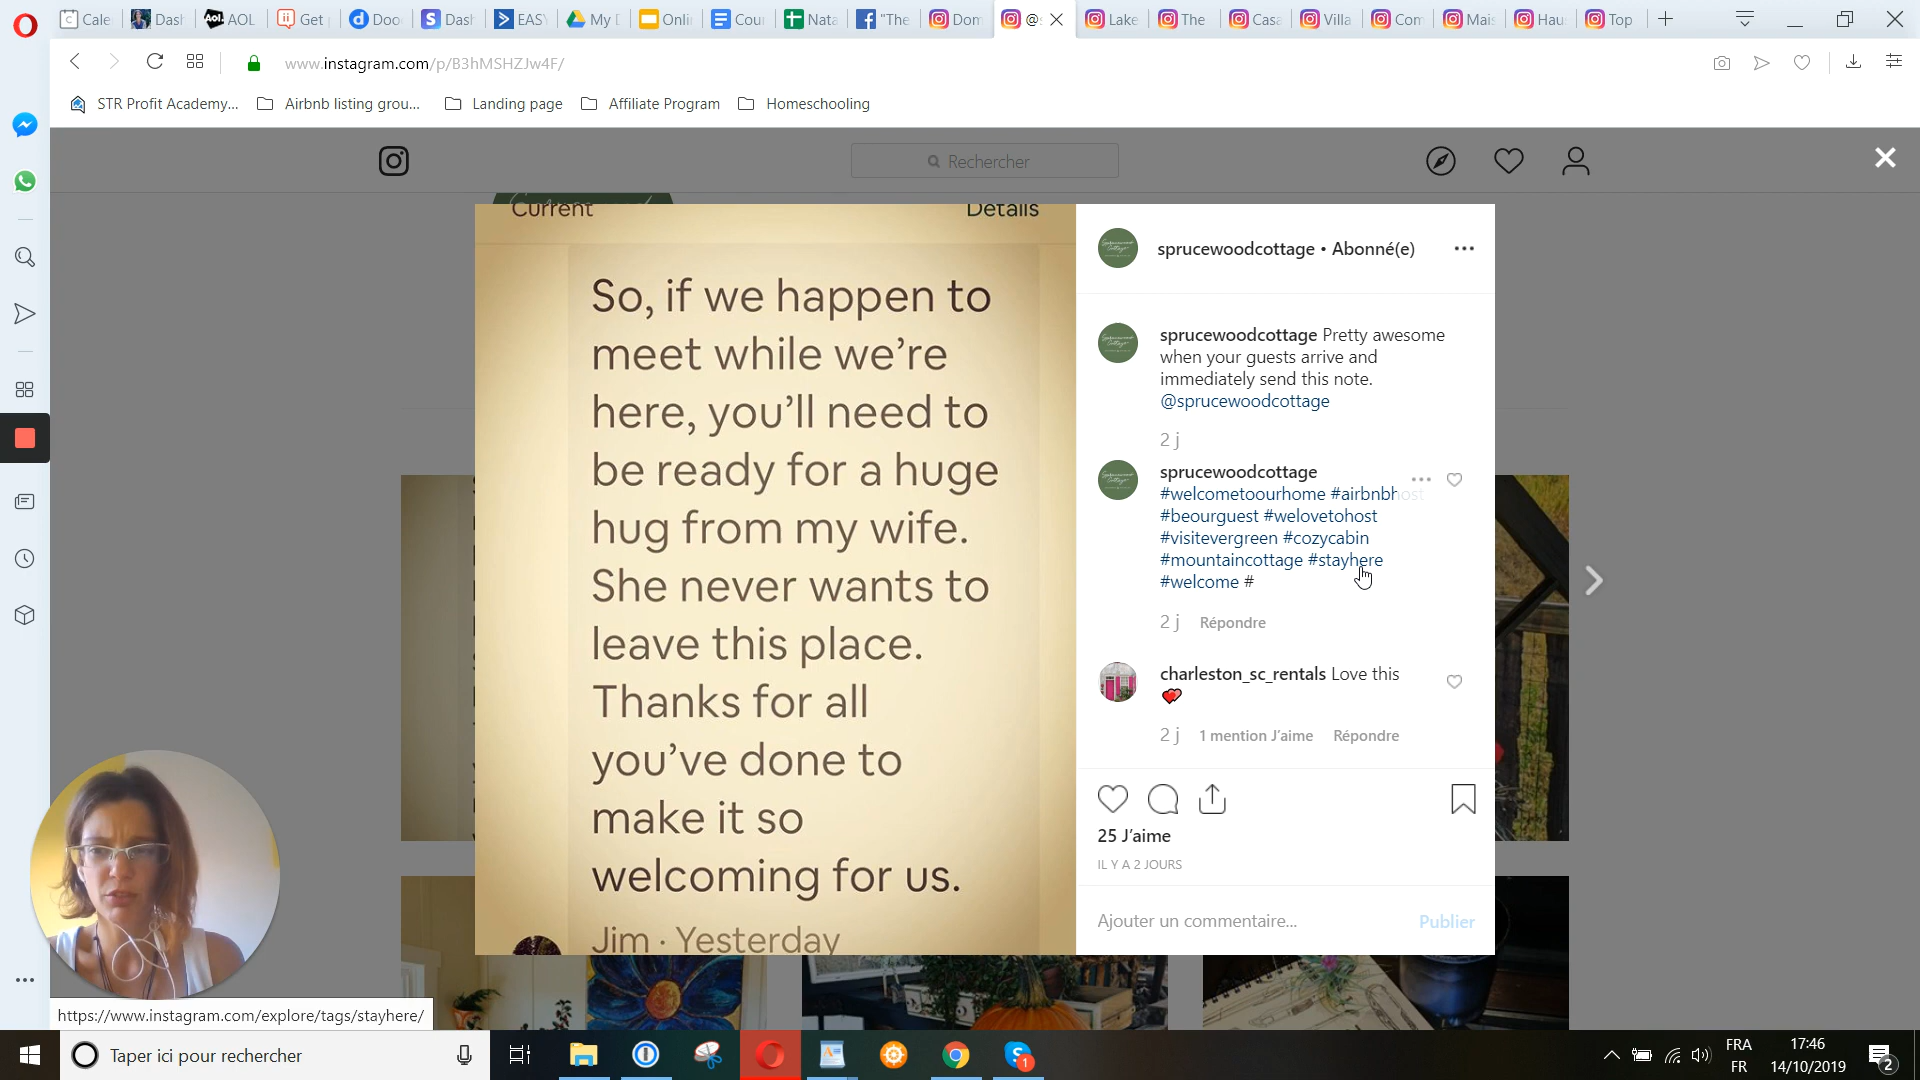 Cale
Dash
AOL
Get
Doo
Dash
EASY
My D
Onli
Cou
Nata
"The
Dom
@s
Lake
The
Casa
Villa
Com
Mais
Hau
Top
www.instagram.com/p/B3hMSHZJw4F/
STR Profit Academy...
Airbnb listing grou...
Landing page
Affiliate Program
Homeschooling
Rechercher
Current
Details
So, if we happen to
meet while we're
here, you'll need to
be ready for a huge
hug from my wife.
She never wants to
leave this place.
Thanks for all
you've done to
make it so
welcoming for us.
Jim · Yesterday
sprucewoodcottage • Abonné(e)
sprucewoodcottage Pretty awesome
when your guests arrive and
immediately send this note.
@sprucewoodcottage
2 j
sprucewoodcottage
#welcometoourhome #airbnbhost
#beourguest #welovetohost
#visitevergreen #cozycabin
#mountaincottage #stayhere
#welcome #
2 j Répondre
charleston_sc_rentals Love this
2 j 1 mention J'aime Répondre
25 J'aime
IL Y A 2 JOURS
Ajouter un commentaire... Publier
https://www.instagram.com/explore/tags/stayhere/
Taper ici pour rechercher
1
FRA
FR
17:46
14/10/2019
2